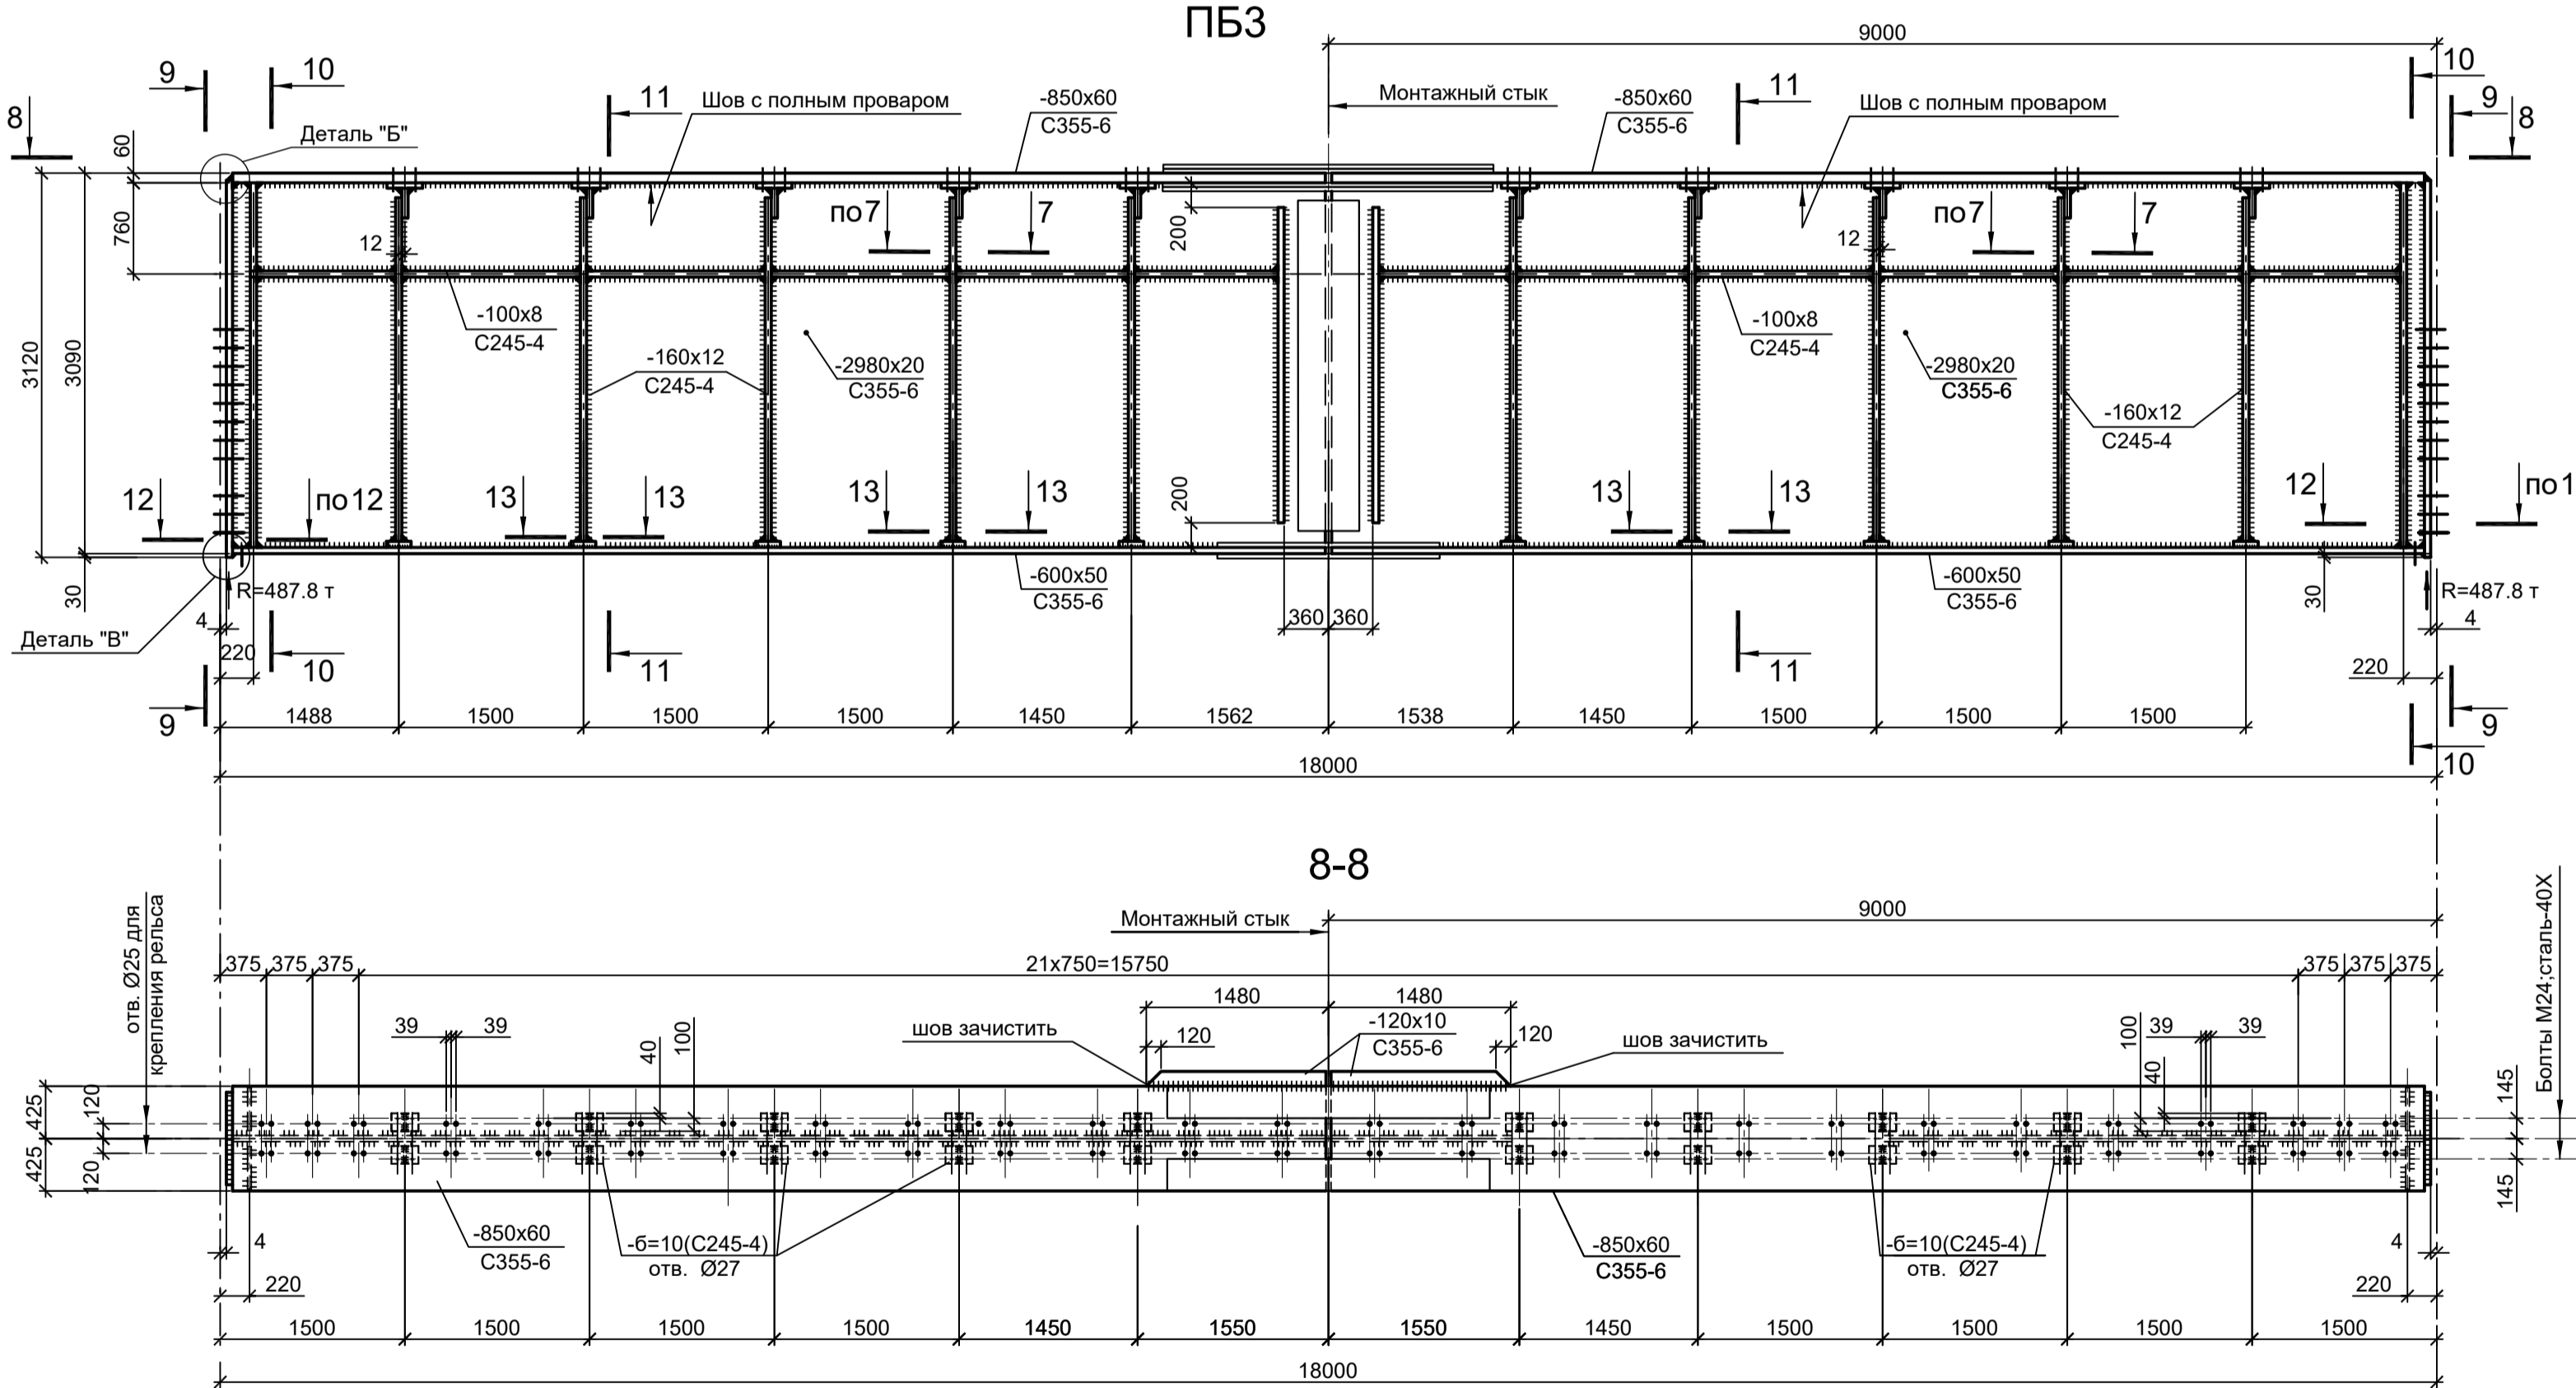 ПБ3
9000
9
10
11
Шов с полным проваром
-850х60
С355-6
Монтажный стык
-850х60
С355-6
11
Шов с полным проваром
10
9
8
8
Деталь "Б"
60
760
3120
3090
30
12
по7
7
200
12
по7
7
-100х8
С245-4
-160х12
С245-4
-2980х20
С355-6
-100х8
С245-4
-2980х20
С355-6
-160х12
С245-4
12
по12
13
13
13
13
200
13
13
12
по1
R=487.8 т
4
Деталь "В"
220
10
11
-600х50
С355-6
360
360
11
-600х50
С355-6
30
R=487.8 т
4
220
9
1488
1500
1500
1500
1450
1562
1538
1450
1500
1500
1500
9
10
18000
8-8
Монтажный стык
9000
отв. Ø25 для
крепления рельса
Болты М24;сталь-40Х
375
375
375
21х750=15750
375
375
375
1480
1480
39
39
40
100
шов зачистить
120
-120х10
С355-6
120
шов зачистить
100
40
39
39
425
425
120
120
145
145
4
220
-850х60
С355-6
-б=10(С245-4)
отв. Ø27
-850х60
С355-6
-б=10(С245-4)
отв. Ø27
4
220
1500
1500
1500
1500
1450
1550
1550
1450
1500
1500
1500
1500
18000